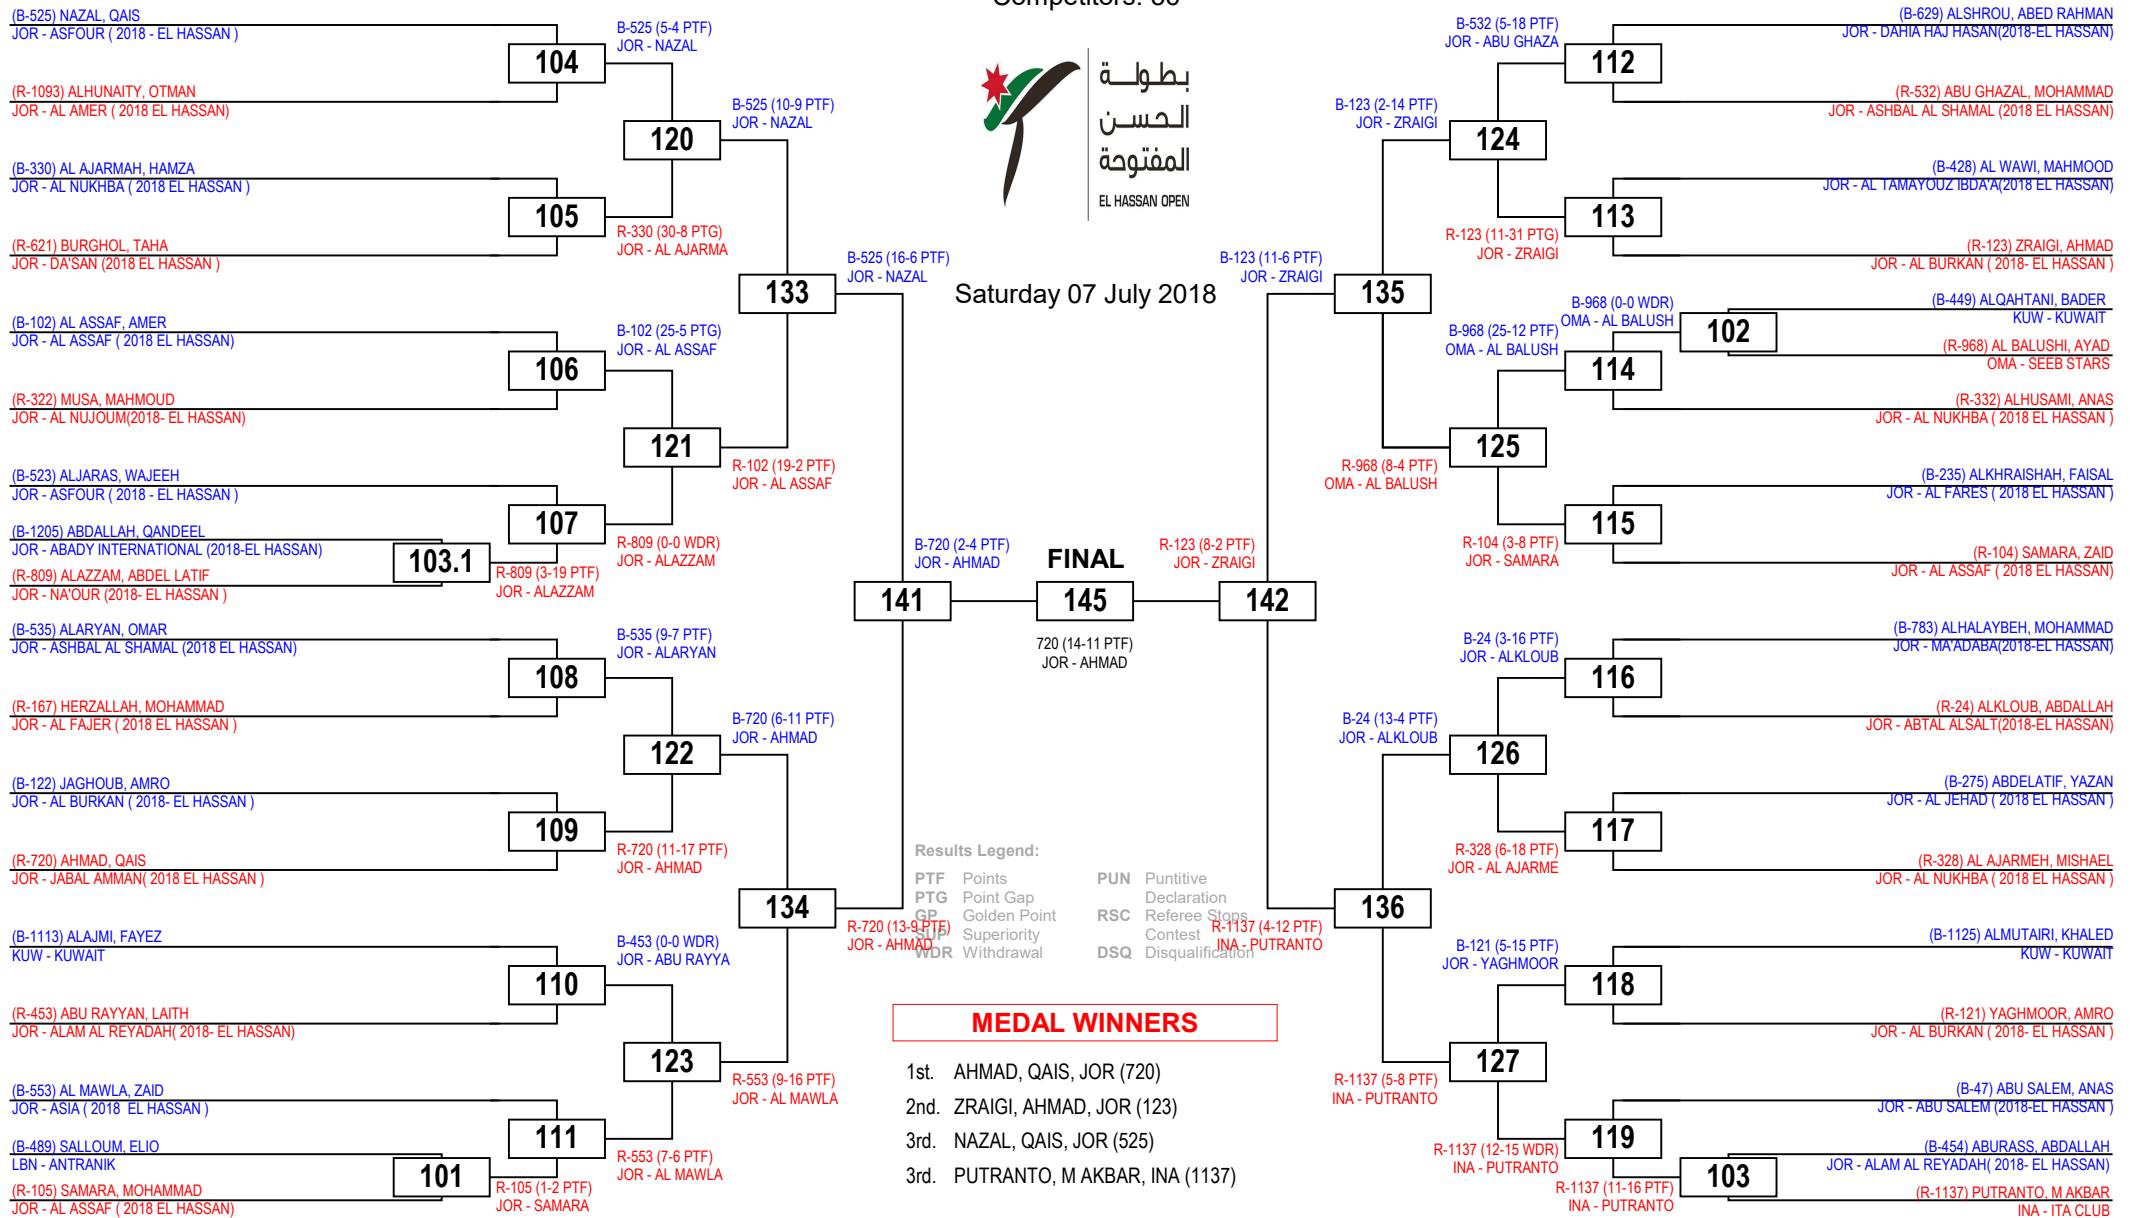 (B-525) NAZAL, QAIS
JOR - ASFOUR ( 2018 - EL HASSAN )
(R-1093) ALHUNAITY, OTMAN
JOR - AL AMER ( 2018 EL HASSAN)
(B-330) AL AJARMAH, HAMZA
JOR - AL NUKHBA ( 2018 EL HASSAN )
(R-621) BURGHOL, TAHA
JOR - DA'SAN (2018 EL HASSAN )
(B-102) AL ASSAF, AMER
JOR - AL ASSAF ( 2018 EL HASSAN)
(R-322) MUSA, MAHMOUD
JOR - AL NUJOUM(2018- EL HASSAN)
(B-523) ALJARAS, WAJEEH
JOR - ASFOUR ( 2018 - EL HASSAN )
(B-1205) ABDALLAH, QANDEEL
JOR - ABADY INTERNATIONAL (2018-EL HASSAN)
(R-809) ALAZZAM, ABDEL LATIF
JOR - NA'OUR (2018- EL HASSAN )
(B-535) ALARYAN, OMAR
JOR - ASHBAL AL SHAMAL (2018 EL HASSAN)
(R-167) HERZALLAH, MOHAMMAD
JOR - AL FAJER ( 2018 EL HASSAN )
(B-122) JAGHOUB, AMRO
JOR - AL BURKAN ( 2018- EL HASSAN )
(R-720) AHMAD, QAIS
JOR - JABAL AMMAN( 2018 EL HASSAN )
(B-1113) ALAJMI, FAYEZ
KUW - KUWAIT
(R-453) ABU RAYYAN, LAITH
JOR - ALAM AL REYADAH( 2018- EL HASSAN)
(B-553) AL MAWLA, ZAID
JOR - ASIA ( 2018 EL HASSAN )
(B-489) SALLOUM, ELIO
LBN - ANTRANIK
(R-105) SAMARA, MOHAMMAD
JOR - AL ASSAF ( 2018 EL HASSAN)
103.1
101
R-809 (3-19 PTF)
JOR - ALAZZAM
R-105 (1-2 PTF)
JOR - SAMARA
104
105
106
107
108
109
110
111
B-525 (5-4 PTF)
JOR - NAZAL
R-330 (30-8 PTG)
JOR - AL AJARMA
B-102 (25-5 PTG)
JOR - AL ASSAF
R-809 (0-0 WDR)
JOR - ALAZZAM
B-535 (9-7 PTF)
JOR - ALARYAN
R-720 (11-17 PTF)
JOR - AHMAD
B-453 (0-0 WDR)
JOR - ABU RAYYA
R-553 (7-6 PTF)
JOR - AL MAWLA
120
121
122
123
B-525 (10-9 PTF)
JOR - NAZAL
R-102 (19-2 PTF)
JOR - AL ASSAF
B-720 (6-11 PTF)
JOR - AHMAD
R-553 (9-16 PTF)
JOR - AL MAWLA
133
134
B-525 (16-6 PTF)
JOR - NAZAL
R-720 (13-9 PTF)
JOR - AHMAD
141
B-720 (2-4 PTF)
JOR - AHMAD
بطولة
الحسن
المفتوحة
EL HASSAN OPEN
Saturday 07 July 2018
FINAL
145
720 (14-11 PTF)
JOR - AHMAD
Results Legend:
PTF Points
PTG Point Gap
GP Golden Point
SUP Superiority
WDR Withdrawal
PUN Puntitive
Declaration
RSC Referee Stops
Contest
DSQ Disqualification
MEDAL WINNERS
1st. AHMAD, QAIS, JOR (720)
2nd. ZRAIGI, AHMAD, JOR (123)
3rd. NAZAL, QAIS, JOR (525)
3rd. PUTRANTO, M AKBAR, INA (1137)
R-123 (8-2 PTF)
JOR - ZRAIGI
142
B-123 (11-6 PTF)
JOR - ZRAIGI
R-1137 (4-12 PTF)
INA - PUTRANTO
135
136
B-123 (2-14 PTF)
JOR - ZRAIGI
R-968 (8-4 PTF)
OMA - AL BALUSH
B-24 (13-4 PTF)
JOR - ALKLOUB
R-1137 (5-8 PTF)
INA - PUTRANTO
124
125
126
127
B-532 (5-18 PTF)
JOR - ABU GHAZA
R-123 (11-31 PTG)
JOR - ZRAIGI
B-968 (25-12 PTF)
OMA - AL BALUSH
R-104 (3-8 PTF)
JOR - SAMARA
B-24 (3-16 PTF)
JOR - ALKLOUB
R-328 (6-18 PTF)
JOR - AL AJARME
B-121 (5-15 PTF)
JOR - YAGHMOOR
R-1137 (12-15 WDR)
INA - PUTRANTO
112
113
114
115
116
117
118
119
B-968 (0-0 WDR)
OMA - AL BALUSH
R-1137 (11-16 PTF)
INA - PUTRANTO
102
103
(B-629) ALSHROU, ABED RAHMAN
JOR - DAHIA HAJ HASAN(2018-EL HASSAN)
(R-532) ABU GHAZAL, MOHAMMAD
JOR - ASHBAL AL SHAMAL (2018 EL HASSAN)
(B-428) AL WAWI, MAHMOOD
JOR - AL TAMAYOUZ IBDA'A(2018 EL HASSAN)
(R-123) ZRAIGI, AHMAD
JOR - AL BURKAN ( 2018- EL HASSAN )
(B-449) ALQAHTANI, BADER
KUW - KUWAIT
(R-968) AL BALUSHI, AYAD
OMA - SEEB STARS
(R-332) ALHUSAMI, ANAS
JOR - AL NUKHBA ( 2018 EL HASSAN )
(B-235) ALKHRAISHAH, FAISAL
JOR - AL FARES ( 2018 EL HASSAN )
(R-104) SAMARA, ZAID
JOR - AL ASSAF ( 2018 EL HASSAN)
(B-783) ALHALAYBEH, MOHAMMAD
JOR - MA'ADABA(2018-EL HASSAN)
(R-24) ALKLOUB, ABDALLAH
JOR - ABTAL ALSALT(2018-EL HASSAN)
(B-275) ABDELATIF, YAZAN
JOR - AL JEHAD ( 2018 EL HASSAN )
(R-328) AL AJARMEH, MISHAEL
JOR - AL NUKHBA ( 2018 EL HASSAN )
(B-1125) ALMUTAIRI, KHALED
KUW - KUWAIT
(R-121) YAGHMOOR, AMRO
JOR - AL BURKAN ( 2018- EL HASSAN )
(B-47) ABU SALEM, ANAS
JOR - ABU SALEM (2018-EL HASSAN )
(B-454) ABURASS, ABDALLAH
JOR - ALAM AL REYADAH( 2018- EL HASSAN)
(R-1137) PUTRANTO, M AKBAR
INA - ITA CLUB